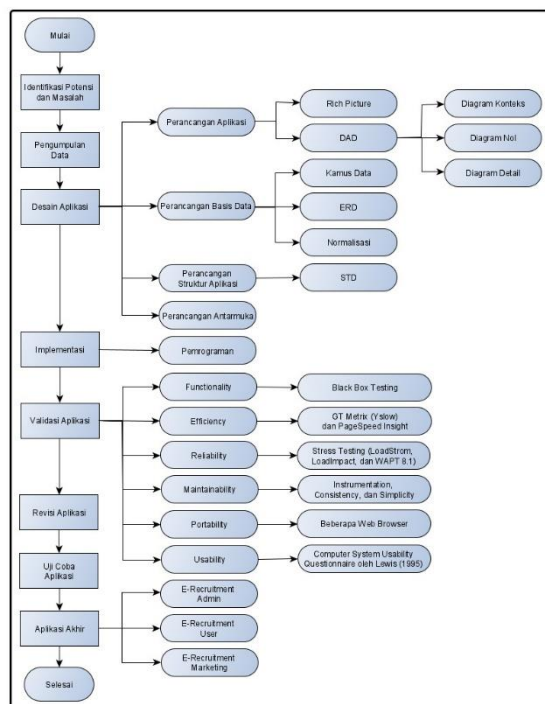 Mulai
Identifikasi Potensi
dan Masalah
Pengumpulan
Data
Desain Aplikasi
Perancangan Aplikasi
Rich Picture
DAD
Diagram Konteks
Diagram Nol
Diagram Detail
Perancangan Basis Data
Kamus Data
ERD
Normalisasi
Perancangan
Struktur Aplikasi
STD
Perancangan Antarmuka
Implementasi
Pemrograman
Validasi Aplikasi
Functionality
Black Box Testing
Efficiency
GT Metrix (Yslow)
dan PageSpeed Insight
Reliability
Stress Testing (LoadStrom,
LoadImpact, dan WAPT 8.1)
Maintainability
Instrumentation,
Consistency, dan Simplicity
Portability
Beberapa Web Browser
Usability
Computer System Usability
Questionnaire oleh Lewis (1995)
Revisi Aplikasi
Uji Coba
Aplikasi
Aplikasi Akhir
E-Recruitment
Admin
E-Recruitment
User
E-Recruitment
Marketing
Selesai